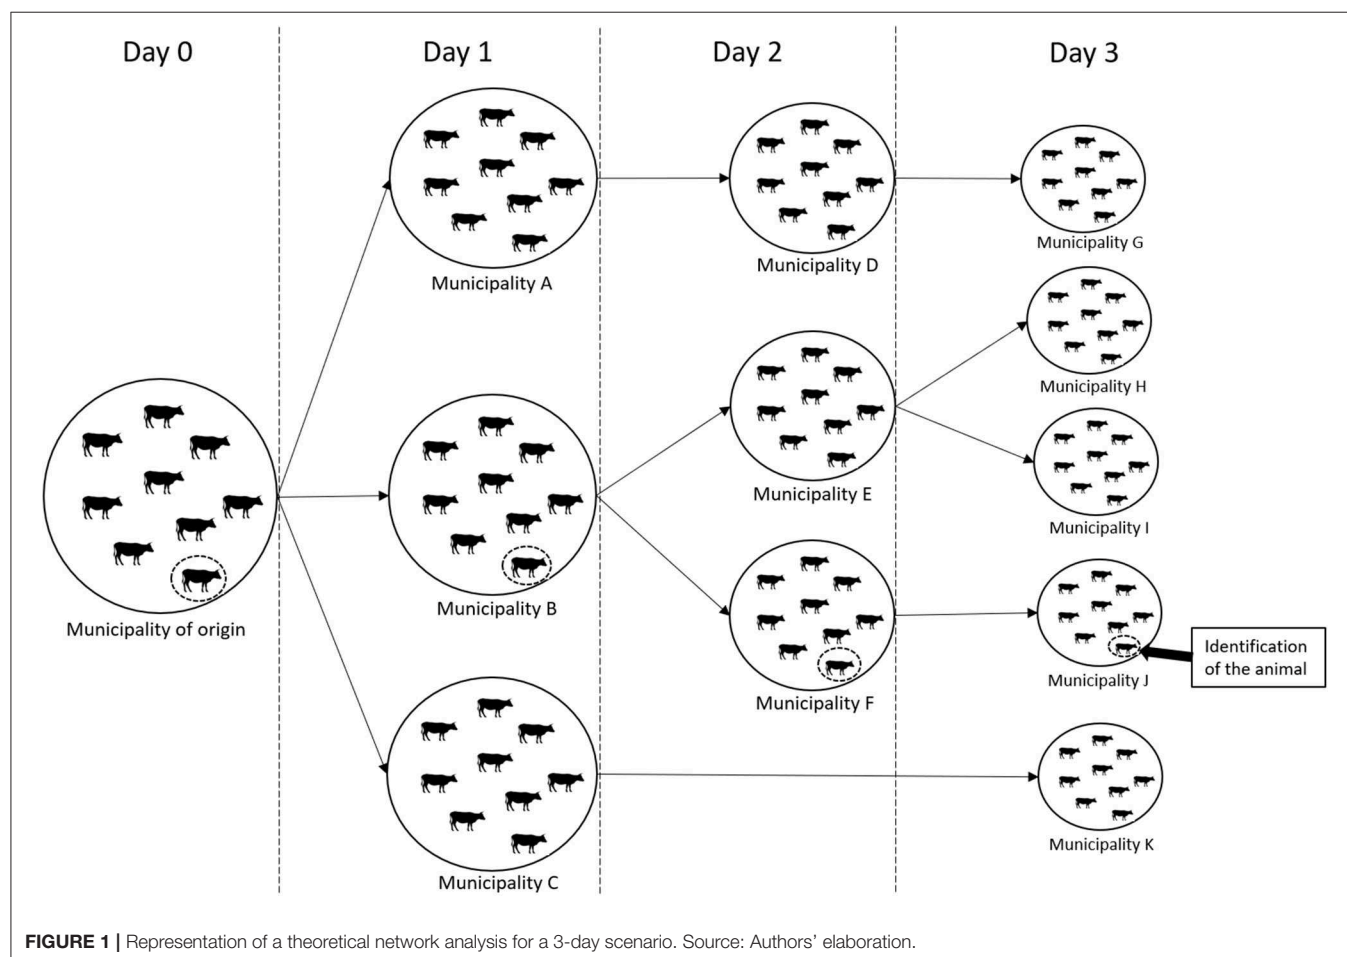 Day 0
Day 1
Day 2
Day 3
Municipality A
Municipality D
Municipality G
Municipality H
Municipality E
Municipality I
Municipality of origin
Municipality B
Municipality F
Municipality J
Identification
of the animal
Municipality C
Municipality K
FIGURE 1 | Representation of a theoretical network analysis for a 3-day scenario. Source: Authors' elaboration.